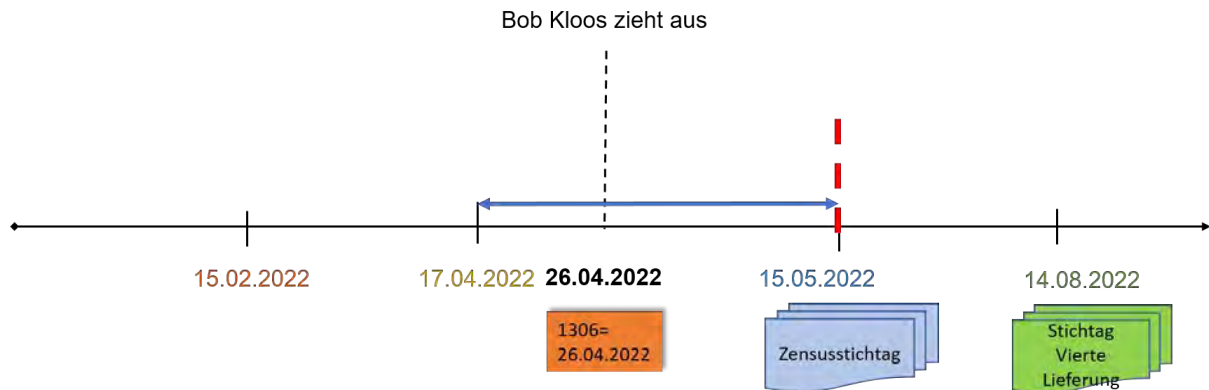 Bob Kloos zieht aus
15.02.2022
17.04.2022
26.04.2022
15.05.2022
14.08.2022
1306=
26.04.2022
Zensusstichtag
Stichtag
Vierte
Lieferung